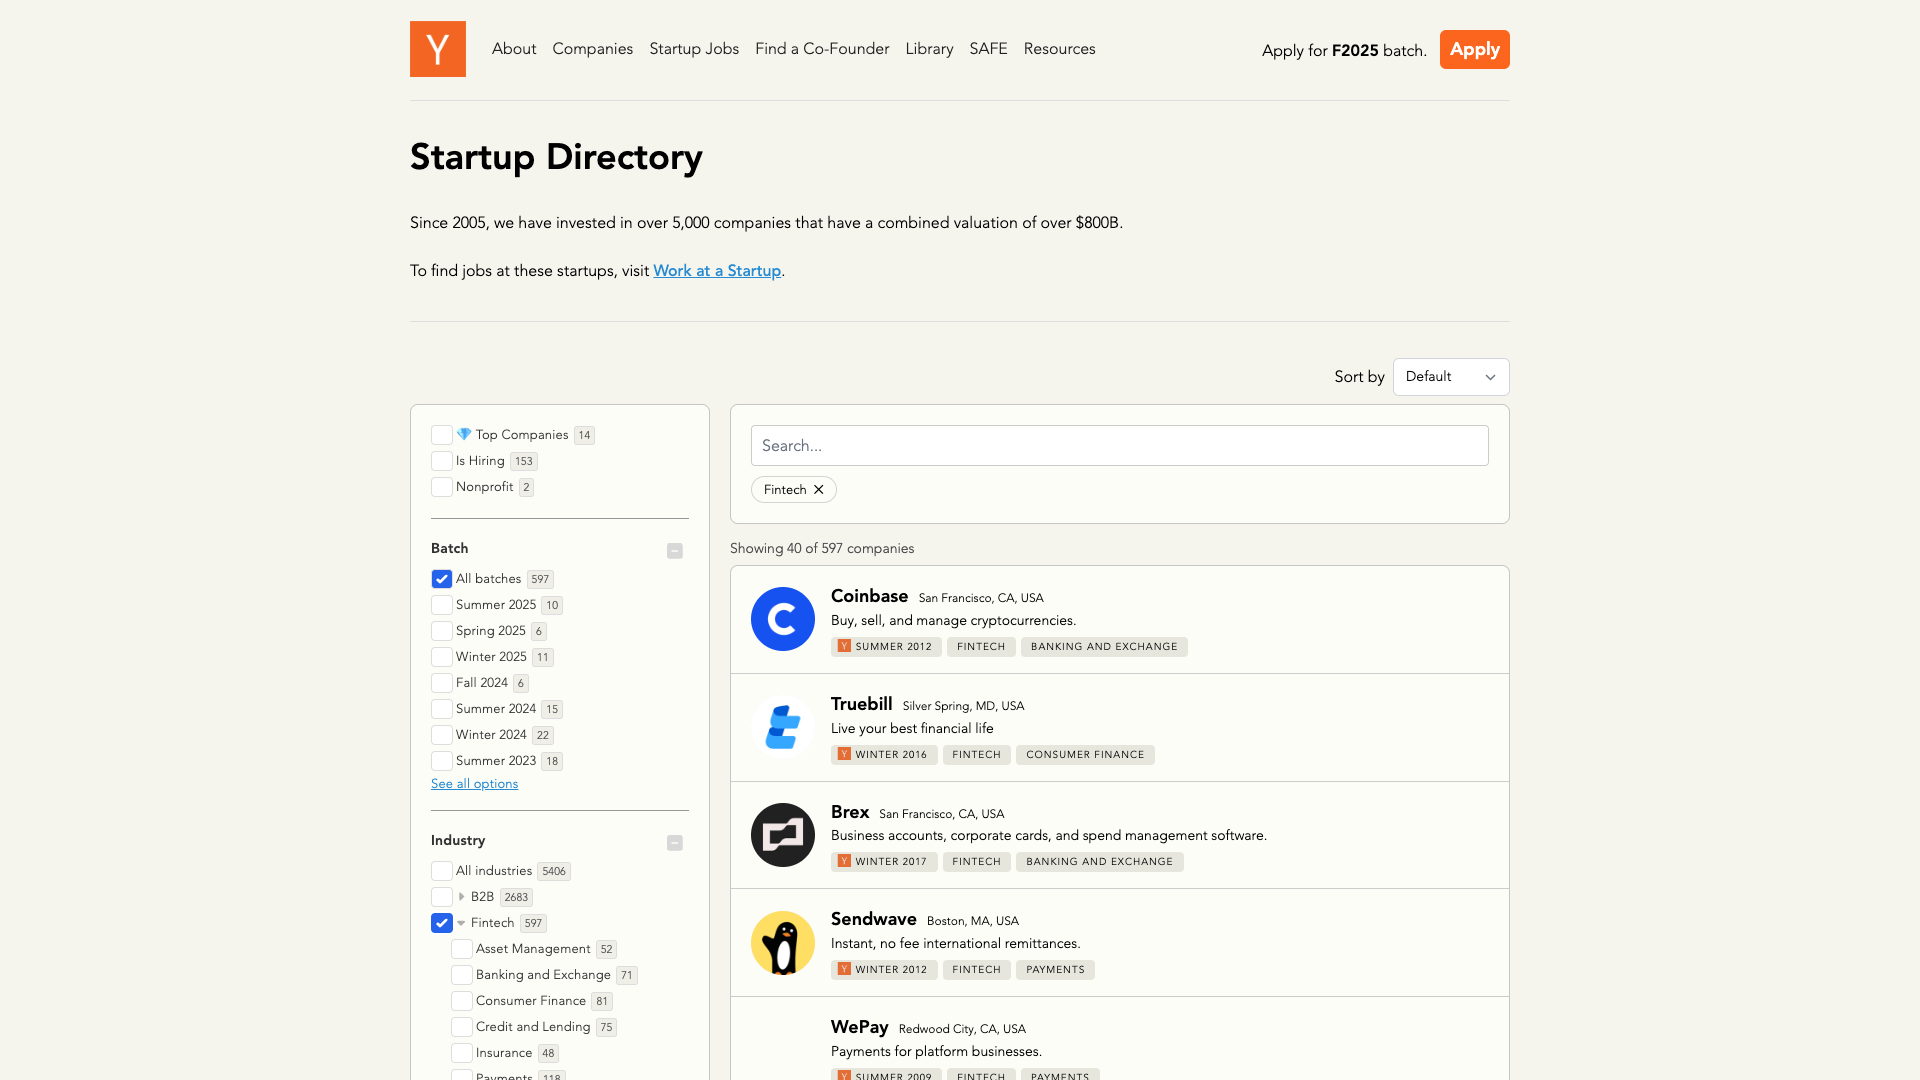 Y
About Companies Startup Jobs Find a Co-Founder Library SAFE Resources
Apply for F2025 batch. Apply
Startup Directory
Since 2005, we have invested in over 5,000 companies that have a combined valuation of over $800B.
To find jobs at these startups, visit Work at a Startup.
Sort by Default
Top Companies 14
Is Hiring 153
Nonprofit 2
Batch
All batches 597
Summer 2025 10
Spring 2025 6
Winter 2025 11
Fall 2024 6
Summer 2024 15
Winter 2024 22
Summer 2023 18
See all options
Industry
All industries 5406
B2B 2683
Fintech 597
Asset Management 52
Banking and Exchange 71
Consumer Finance 81
Credit and Lending 75
Insurance 48
Payments 118
Search...
Fintech
Showing 40 of 597 companies
Coinbase San Francisco, CA, USA
Buy, sell, and manage cryptocurrencies.
Y SUMMER 2012 FINTECH BANKING AND EXCHANGE
Truebill Silver Spring, MD, USA
Live your best financial life
Y WINTER 2016 FINTECH CONSUMER FINANCE
Brex San Francisco, CA, USA
Business accounts, corporate cards, and spend management software.
Y WINTER 2017 FINTECH BANKING AND EXCHANGE
Sendwave Boston, MA, USA
Instant, no fee international remittances.
Y WINTER 2012 FINTECH PAYMENTS
WePay Redwood City, CA, USA
Payments for platform businesses.
Y SUMMER 2009 FINTECH PAYMENTS